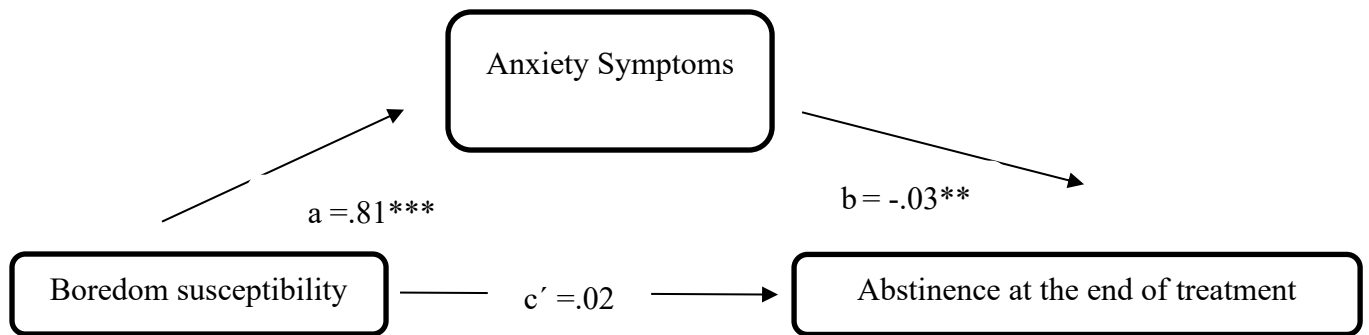 Anxiety Symptoms
a =.81***
b = -.03**
Boredom susceptibility
c´ =.02
Abstinence at the end of treatment